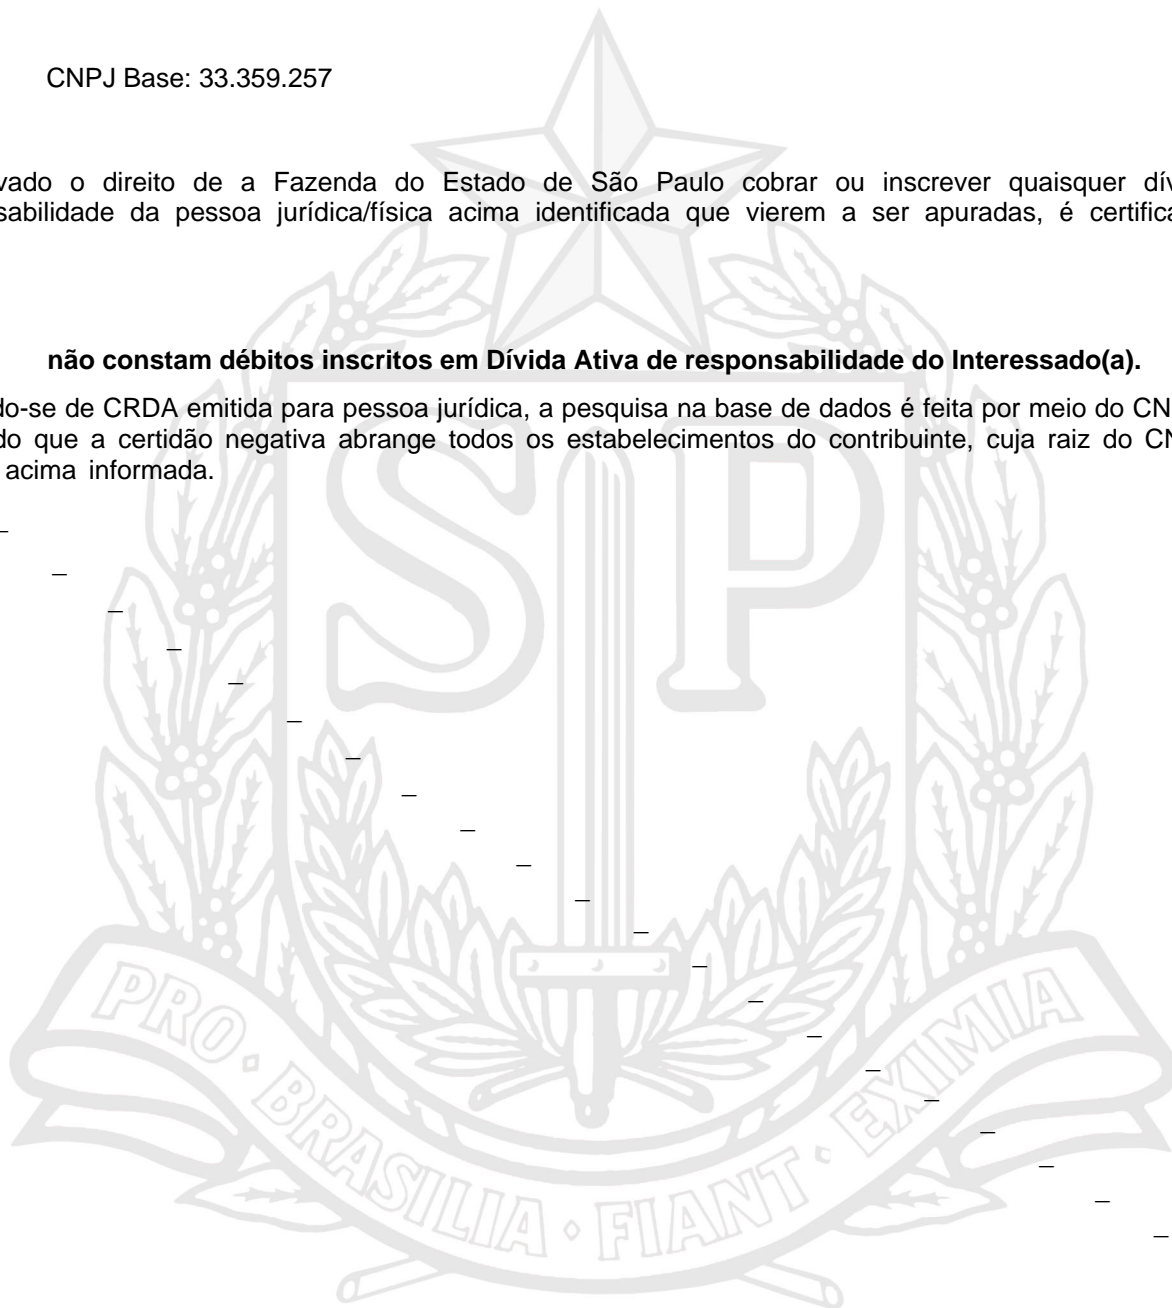 CNPJ Base: 33.359.257
vado o direito de a Fazenda do Estado de São Paulo cobrar ou inscrever quaisquer dív
sabilidade da pessoa jurídica/física acima identificada que vierem a ser apuradas, é certifica
não constam débitos inscritos em Dívida Ativa de responsabilidade do Interessado(a).
do-se de CRDA emitida para pessoa jurídica, a pesquisa na base de dados é feita por meio do CN
do que a certidão negativa abrange todos os estabelecimentos do contribuinte, cuja raiz do CN
acima informada.
SP
PRO • BRASILIA • FIANT • EXIMIA